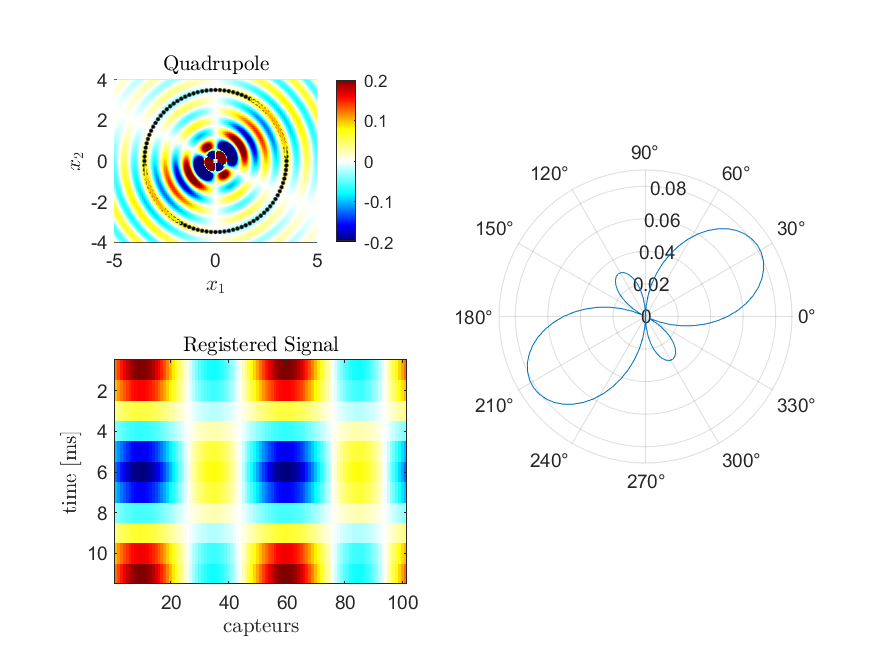 Quadrupole
4
2
0
-2
-4
-5 0 5
x₂
x₁
0.2
0.1
0
-0.1
-0.2
Registered Signal
2
4
6
8
10
20 40 60 80 100
time [ms]
capteurs
90°
120° 60°
0.08
150° 0.06 30°
0.04
0.02
180° 0 0°
210° 330°
240° 300°
270°